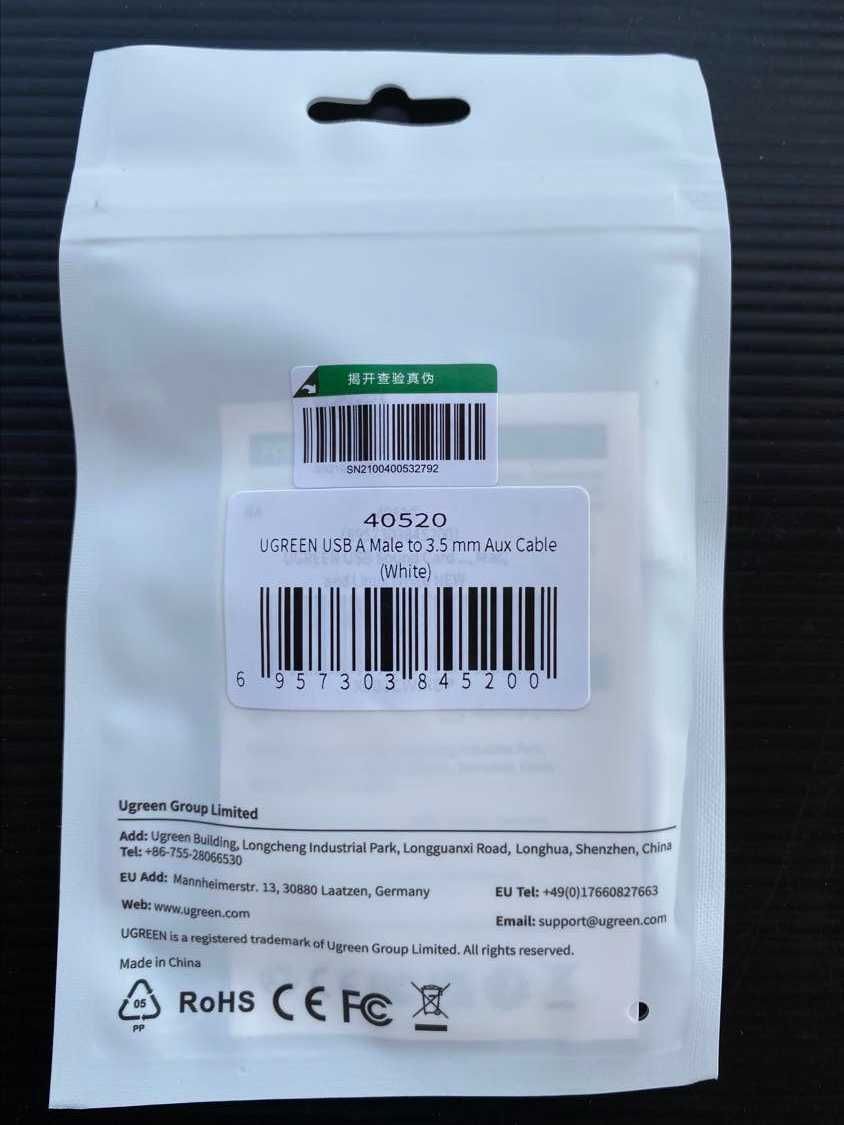 揭开查验真伪
SN2100400532792
40520
UGREEN USB A Male to 3.5 mm Aux Cable
(White)
6 957303 845200
Ugreen Group Limited
Add: Ugreen Building, Longcheng Industrial Park, Longguanxi Road, Longhua, Shenzhen, China
Tel: +86-755-28066530
EU Add: Mannheimerstr. 13, 30880 Laatzen, Germany
EU Tel: +49(0)17660827663
Web: www.ugreen.com
Email: support@ugreen.com
UGREEN is a registered trademark of Ugreen Group Limited. All rights reserved.
Made in China
05
PP
RoHS CE FC